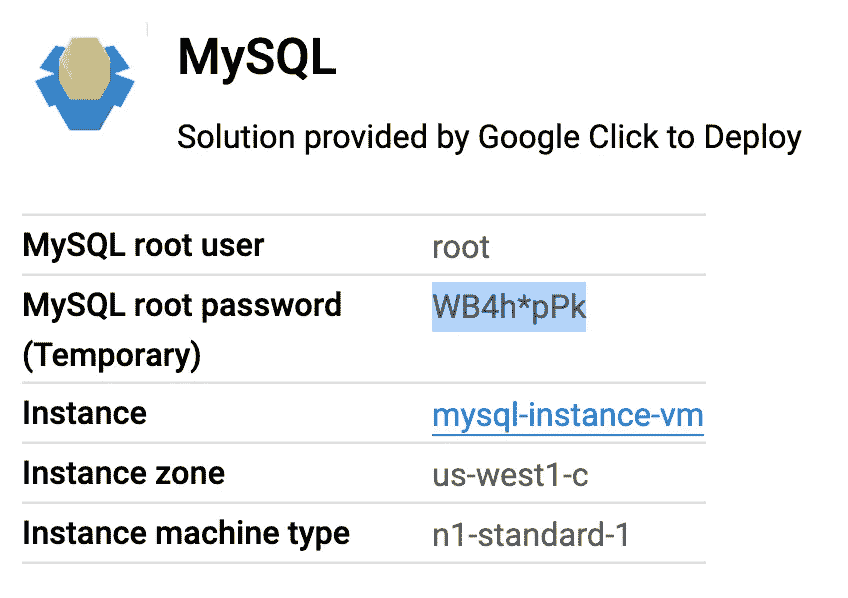 MySQL
Solution provided by Google Click to Deploy
MySQL root user root
MySQL root password WB4h*pPk
(Temporary)
Instance mysql-instance-vm
Instance zone us-west1-c
Instance machine type n1-standard-1